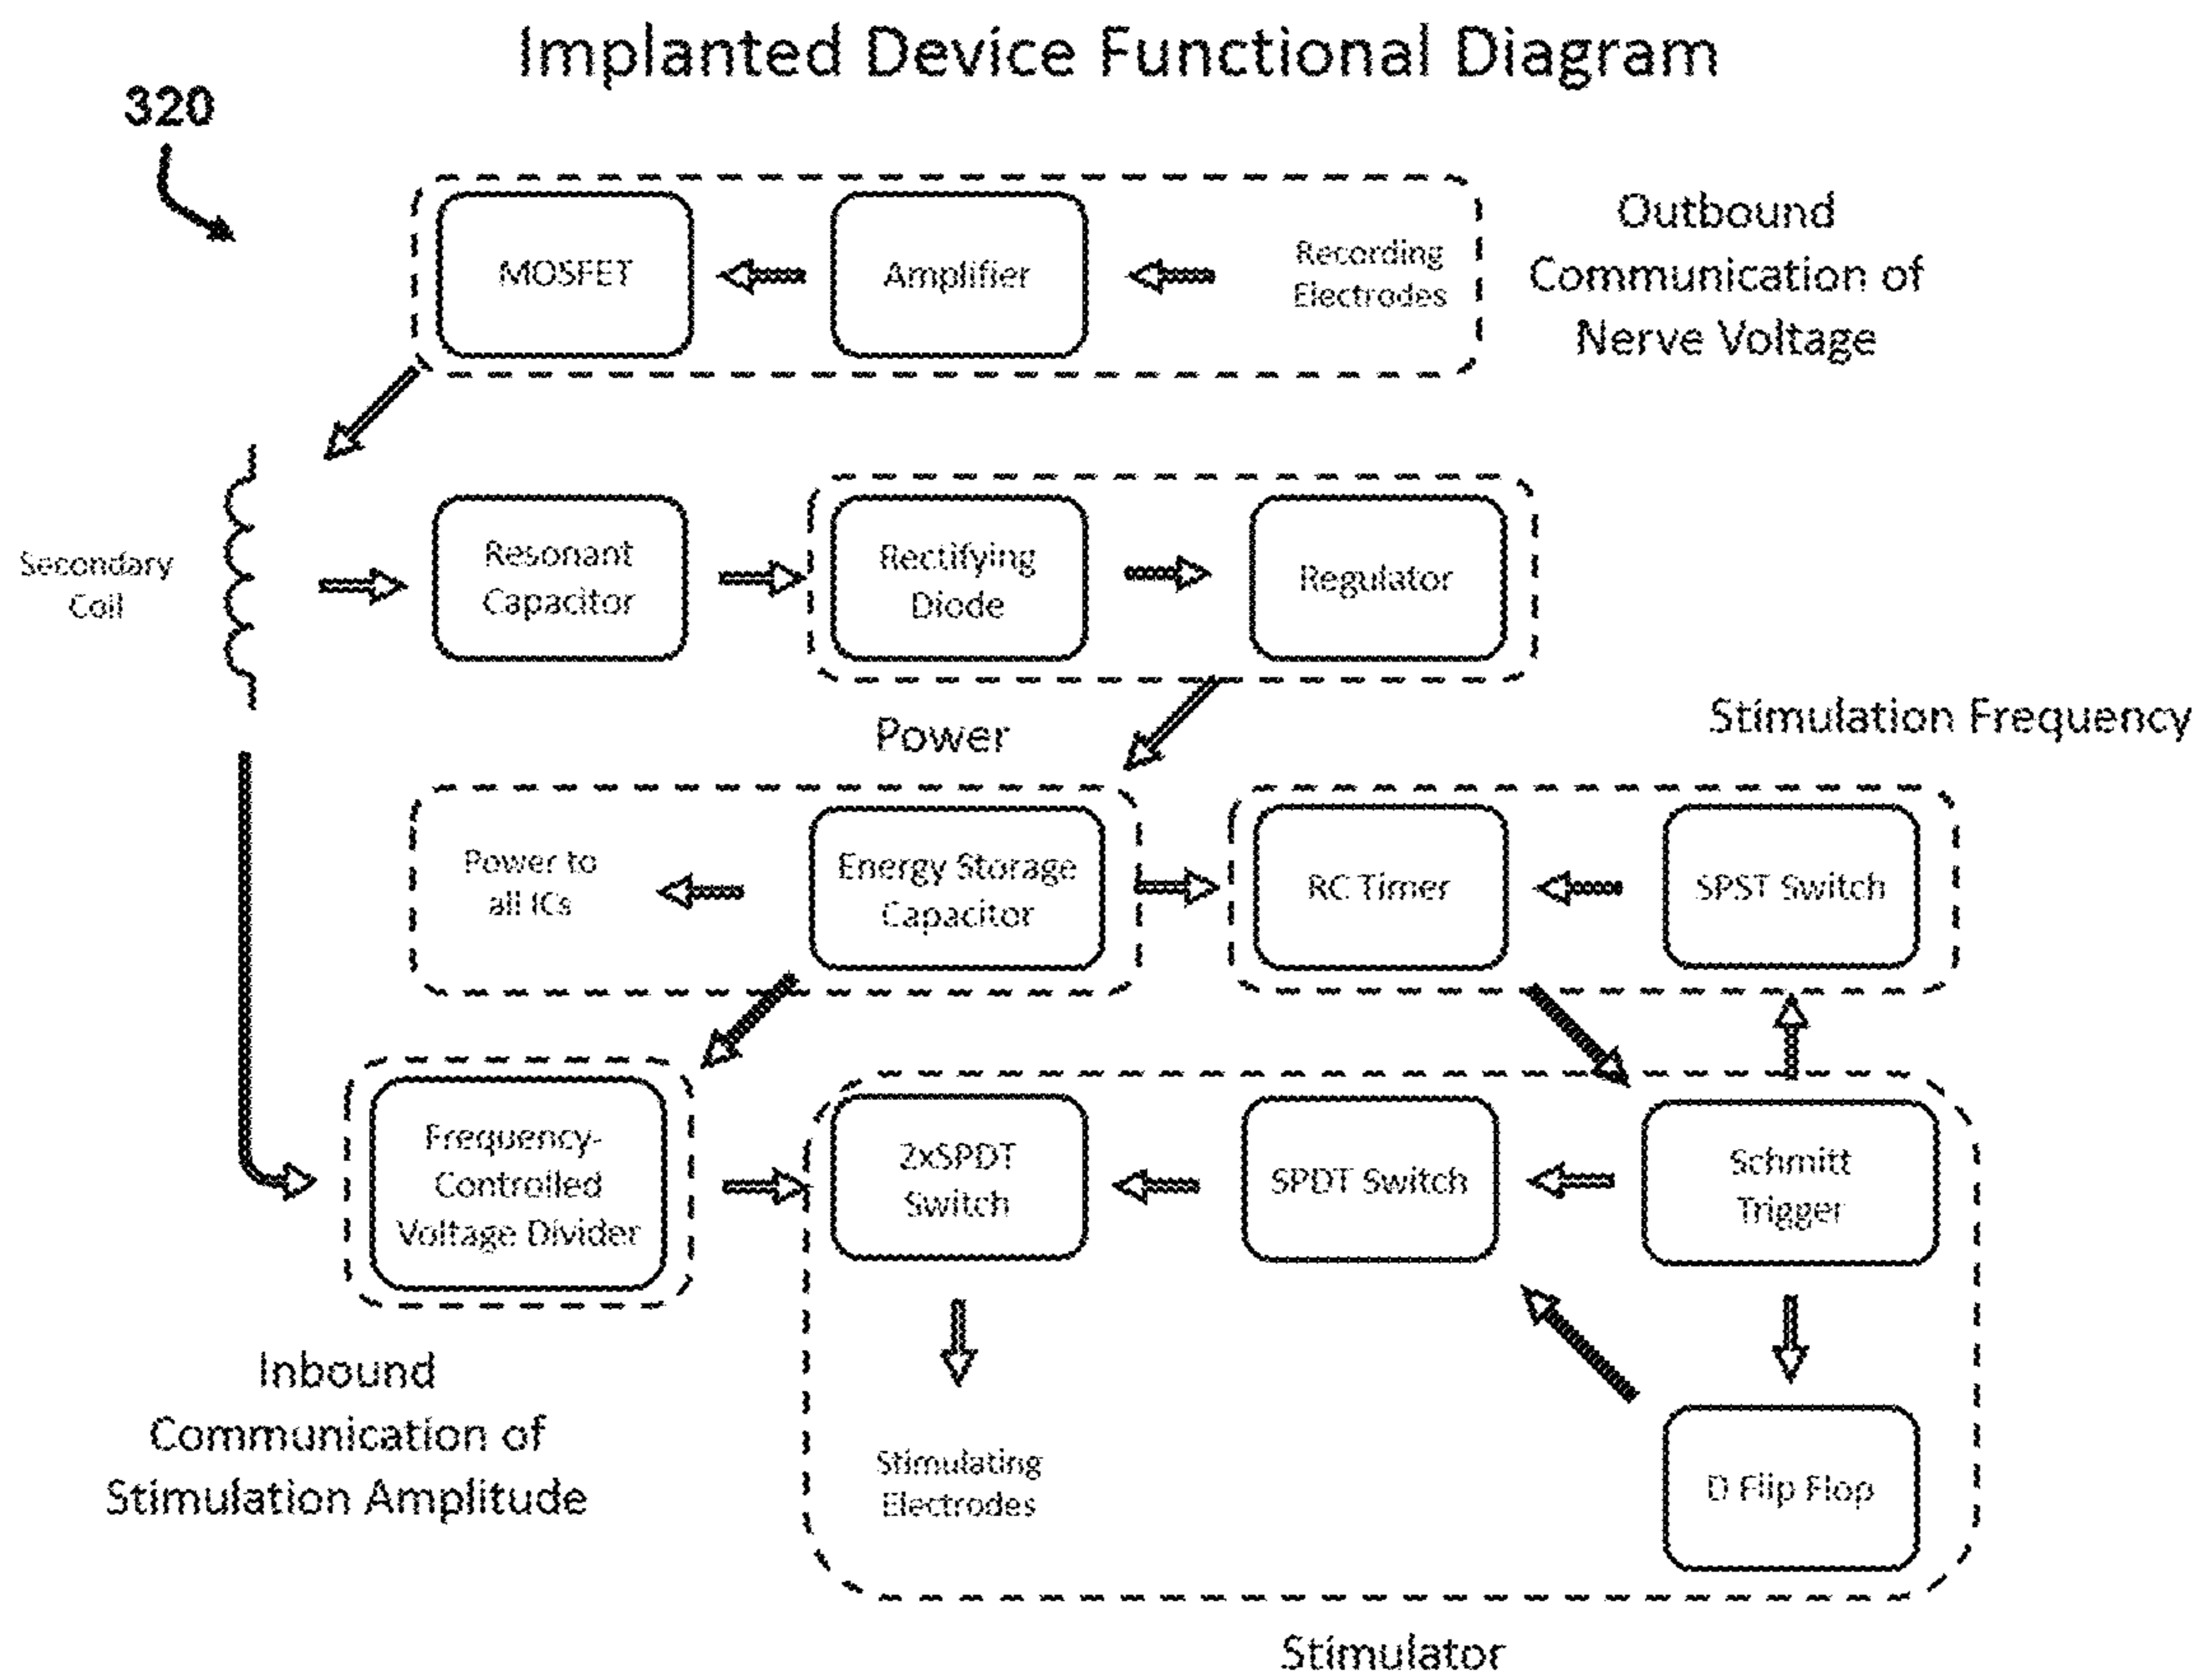 Implanted Device Functional Diagram
320
MOSFET
Amplifier
Recording
Electrodes
Outbound
Communication of
Nerve Voltage
Secondary
Coil
Resonant
Capacitor
Rectifying
Diode
Regulator
Power
Stimulation Frequency
Power to
all ICs
Energy Storage
Capacitor
RC Timer
SPST Switch
Frequency-
Controlled
Voltage Divider
2xSPDT
Switch
SPDT Switch
Schmitt
Trigger
Inbound
Communication of
Stimulation Amplitude
Stimulating
Electrodes
D Flip Flop
Stimulator